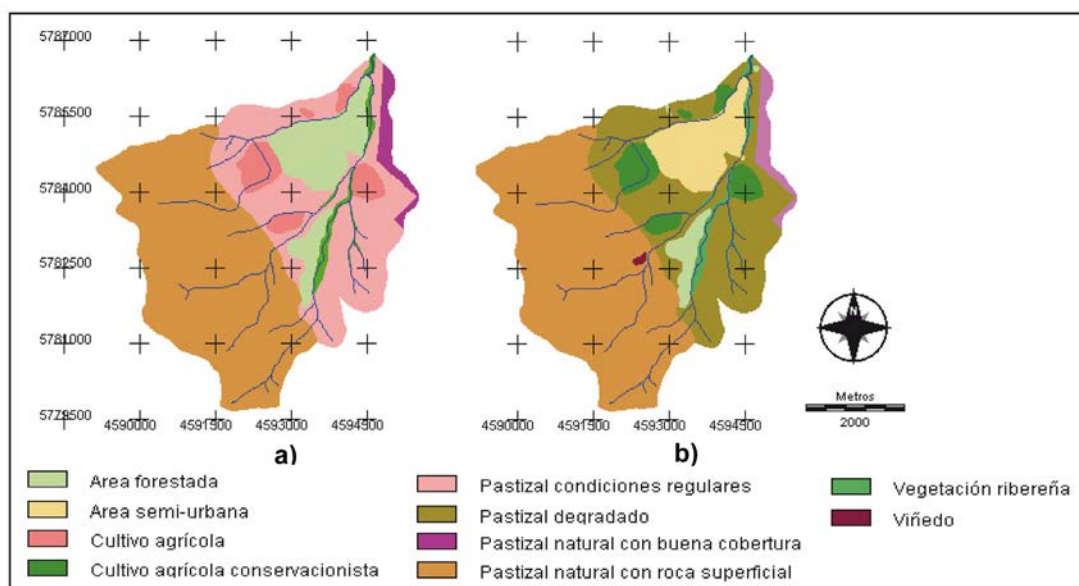 5787000
5785500
5784000
5782500
5781000
5779500
4590000 4591500 4593000 4594500 4590000 4591500 4593000 4594500
a) b)
Metros
2000
Area forestada
Area semi-urbana
Cultivo agrícola
Cultivo agrícola conservacionista
Pastizal condiciones regulares
Pastizal degradado
Pastizal natural con buena cobertura
Pastizal natural con roca superficial
Vegetación ribereña
Viñedo